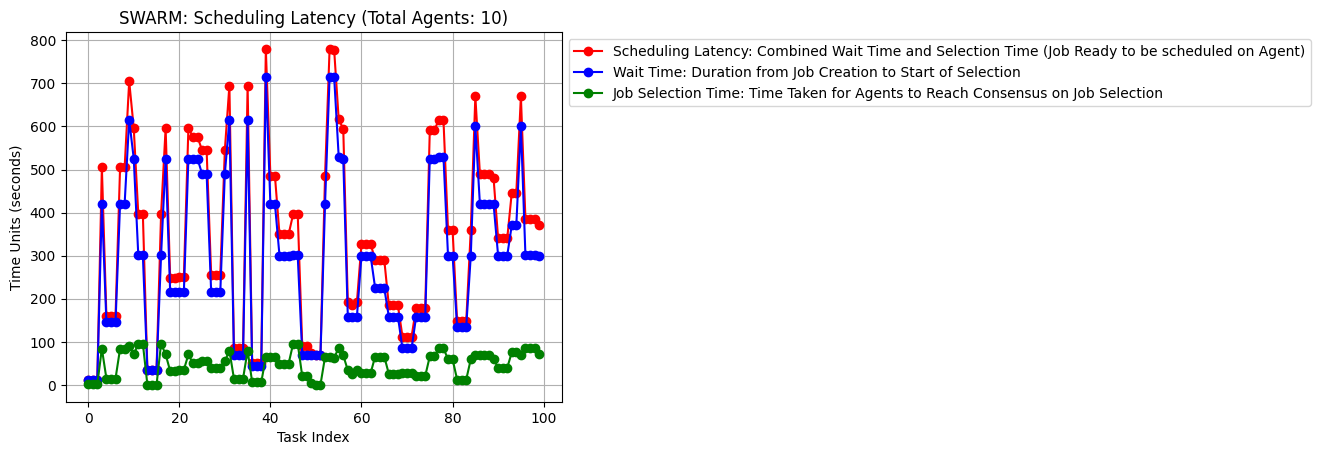 SWARM: Scheduling Latency (Total Agents: 10)
Scheduling Latency: Combined Wait Time and Selection Time (Job Ready to be scheduled on Agent)
Wait Time: Duration from Job Creation to Start of Selection
Job Selection Time: Time Taken for Agents to Reach Consensus on Job Selection
Time Units (seconds)
800
700
600
500
400
300
200
100
0
0 20 40 60 80 100
Task Index